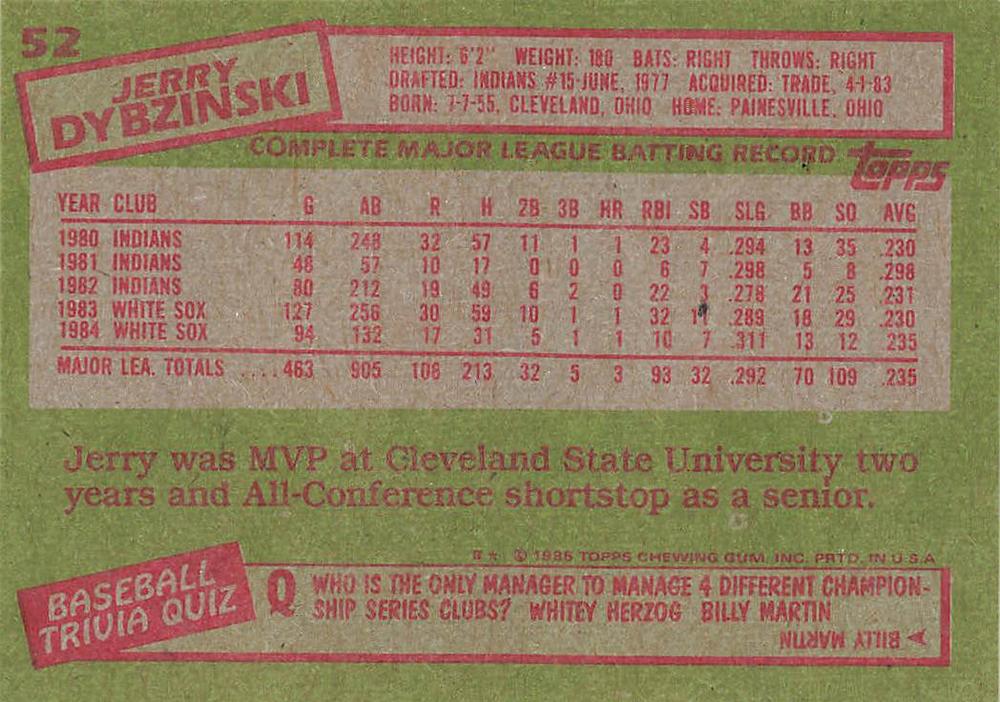 52
JERRY
DYBZINSKI
HEIGHT: 6'2" WEIGHT: 180 BATS: RIGHT THROWS: RIGHT
DRAFTED: INDIANS #15-JUNE, 1977 ACQUIRED: TRADE, 4-1-83
BORN: 7-7-55, CLEVELAND, OHIO HOME: PAINESVILLE, OHIO
COMPLETE MAJOR LEAGUE BATTING RECORD topps
YEAR CLUB G AB R H 2B 3B HR RBI SB SLG BB SO AVG
1980 INDIANS 114 248 32 57 11 1 1 23 4 .294 13 35 .230
1981 INDIANS 48 57 10 17 0 0 0 6 7 .298 5 8 .298
1982 INDIANS 80 212 19 49 6 2 0 22 3 .278 21 25 .231
1983 WHITE SOX 127 256 30 59 10 1 1 32 11 .289 18 29 .230
1984 WHITE SOX 94 132 17 31 5 1 1 10 7 .311 13 12 .235
MAJOR LEA. TOTALS .... 463 905 108 213 32 5 3 93 32 .292 70 109 .235
Jerry was MVP at Cleveland State University two
years and All-Conference shortstop as a senior.
© 1985 TOPPS CHEWING GUM, INC. PRTD. IN U.S.A.
BASEBALL
TRIVIA QUIZ
Q WHO IS THE ONLY MANAGER TO MANAGE 4 DIFFERENT CHAMPION-
SHIP SERIES CLUBS? WHITEY HERZOG BILLY MARTIN
BILLY MARTIN